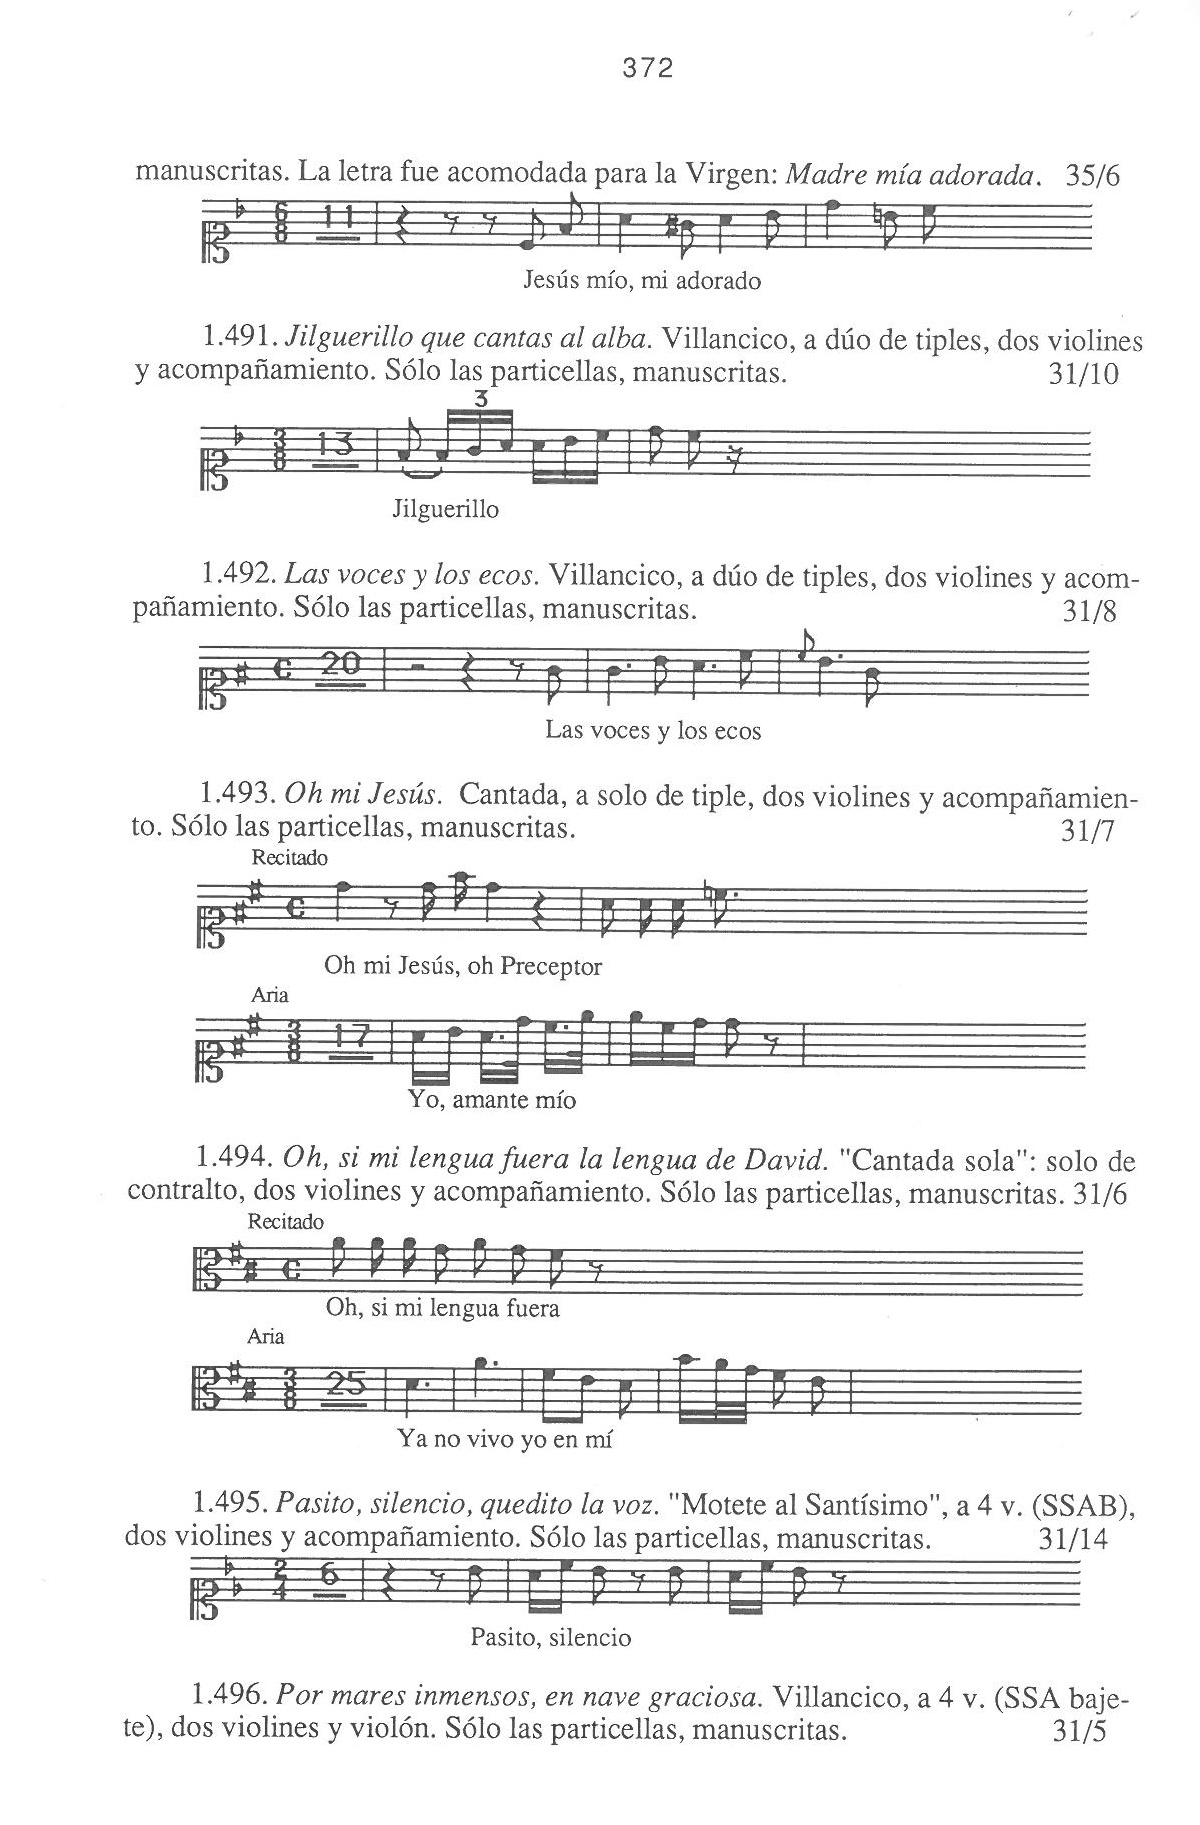 372
manuscritas. La letra fue acomodada para la Virgen: Madre mía adorada. 35/6
6 8 11
Jesús mío, mi adorado
1.491. Jilguerillo que cantas al alba. Villancico, a dúo de tiples, dos violines
y acompañamiento. Sólo las particellas, manuscritas. 31/10
3
3 8 13
Jilguerillo
1.492. Las voces y los ecos. Villancico, a dúo de tiples, dos violines y acom-
pañamiento. Sólo las particellas, manuscritas. 31/8
C 20
Las voces y los ecos
1.493. Oh mi Jesús. Cantada, a solo de tiple, dos violines y acompañamien-
to. Sólo las particellas, manuscritas. 31/7
Recitado
C
Oh mi Jesús, oh Preceptor
Aria
3 8 17
Yo, amante mío
1.494. Oh, si mi lengua fuera la lengua de David. "Cantada sola": solo de
contralto, dos violines y acompañamiento. Sólo las particellas, manuscritas. 31/6
Recitado
C
Oh, si mi lengua fuera
Aria
3 8 25
Ya no vivo yo en mí
1.495. Pasito, silencio, quedito la voz. "Motete al Santísimo", a 4 v. (SSAB),
dos violines y acompañamiento. Sólo las particellas, manuscritas. 31/14
2 4 6
Pasito, silencio
1.496. Por mares inmensos, en nave graciosa. Villancico, a 4 v. (SSA baje-
te), dos violines y violón. Sólo las particellas, manuscritas. 31/5